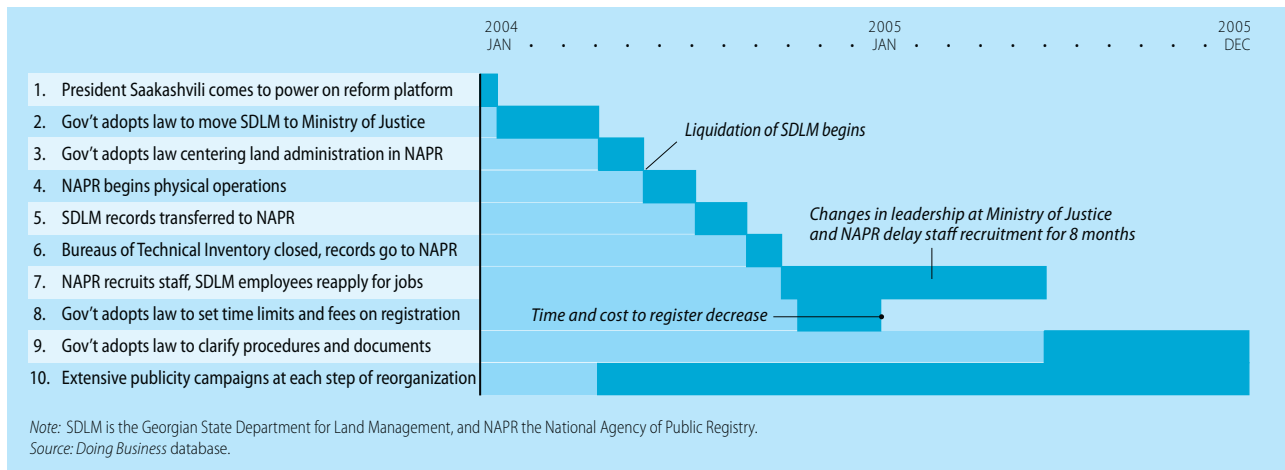 2004 2005 2005
JAN · · · · · · · · · · · JAN · · · · · · · · · · DEC
1. President Saakashvili comes to power on reform platform
2. Gov't adopts law to move SDLM to Ministry of Justice
Liquidation of SDLM begins
3. Gov't adopts law centering land administration in NAPR
4. NAPR begins physical operations
5. SDLM records transferred to NAPR
Changes in leadership at Ministry of Justice
and NAPR delay staff recruitment for 8 months
6. Bureaus of Technical Inventory closed, records go to NAPR
7. NAPR recruits staff, SDLM employees reapply for jobs
8. Gov't adopts law to set time limits and fees on registration
Time and cost to register decrease
9. Gov't adopts law to clarify procedures and documents
10. Extensive publicity campaigns at each step of reorganization
Note: SDLM is the Georgian State Department for Land Management, and NAPR the National Agency of Public Registry.
Source: Doing Business database.